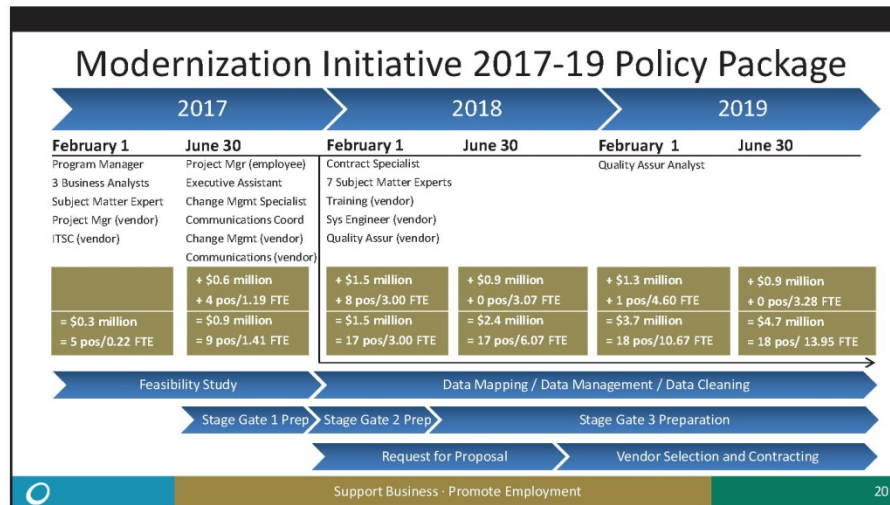 Modernization Initiative 2017-19 Policy Package
2017
2018
2019
February 1
June 30
February 1
June 30
February 1
June 30
Program Manager
3 Business Analysts
Subject Matter Expert
Project Mgr (vendor)
ITSC (vendor)
Project Mgr (employee)
Executive Assistant
Change Mgmt Specialist
Communications Coord
Change Mgmt (vendor)
Communications (vendor)
Contract Specialist
7 Subject Matter Experts
Training (vendor)
Sys Engineer (vendor)
Quality Assur (vendor)
Quality Assur Analyst
+ $0.6 million
+ 4 pos/1.19 FTE
+ $1.5 million
+ 8 pos/3.00 FTE
+ $0.9 million
+ 0 pos/3.07 FTE
+ $1.3 million
+ 1 pos/4.60 FTE
+ $0.9 million
+ 0 pos/3.28 FTE
= $0.3 million
= 5 pos/0.22 FTE
= $0.9 million
= 9 pos/1.41 FTE
= $1.5 million
= 17 pos/3.00 FTE
= $2.4 million
= 17 pos/6.07 FTE
= $3.7 million
= 18 pos/10.67 FTE
= $4.7 million
= 18 pos/ 13.95 FTE
Feasibility Study
Data Mapping / Data Management / Data Cleaning
Stage Gate 1 Prep
Stage Gate 2 Prep
Stage Gate 3 Preparation
Request for Proposal
Vendor Selection and Contracting
Support Business · Promote Employment
20